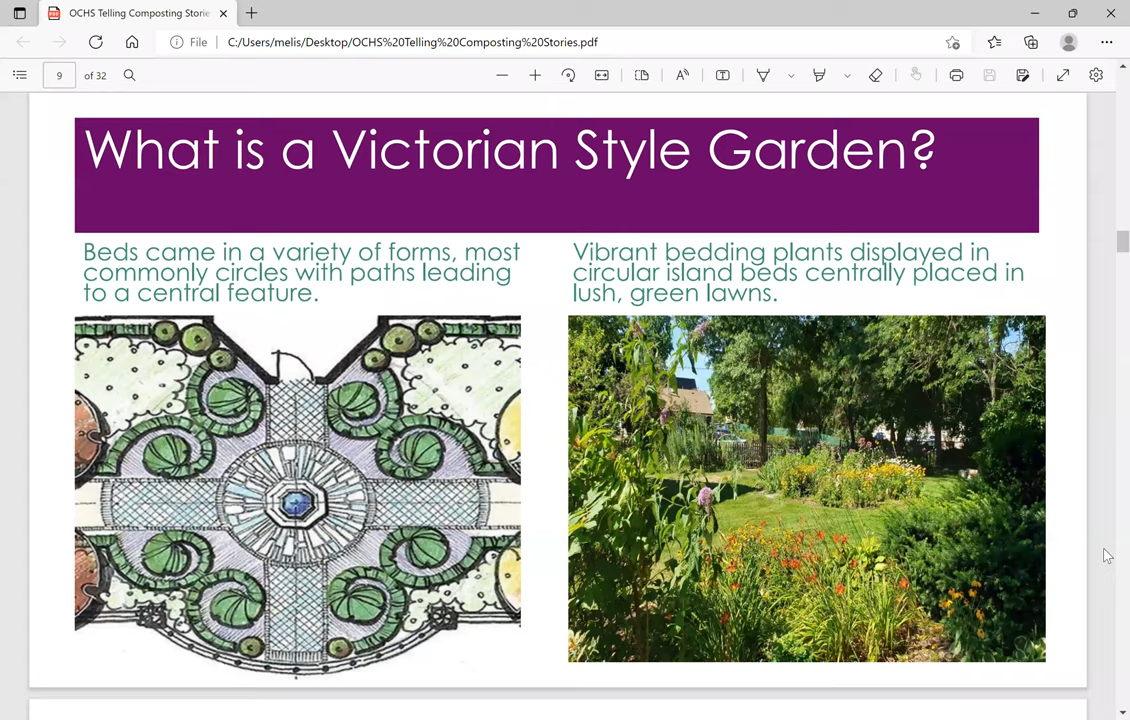 OCHS Telling Composting Storie
File
C:/Users/melis/Desktop/OCHS%20Telling%20Composting%20Stories.pdf
9 of 32
What is a Victorian Style Garden?
Beds came in a variety of forms, most
commonly circles with paths leading
to a central feature.
Vibrant bedding plants displayed in
circular island beds centrally placed in
lush, green lawns.